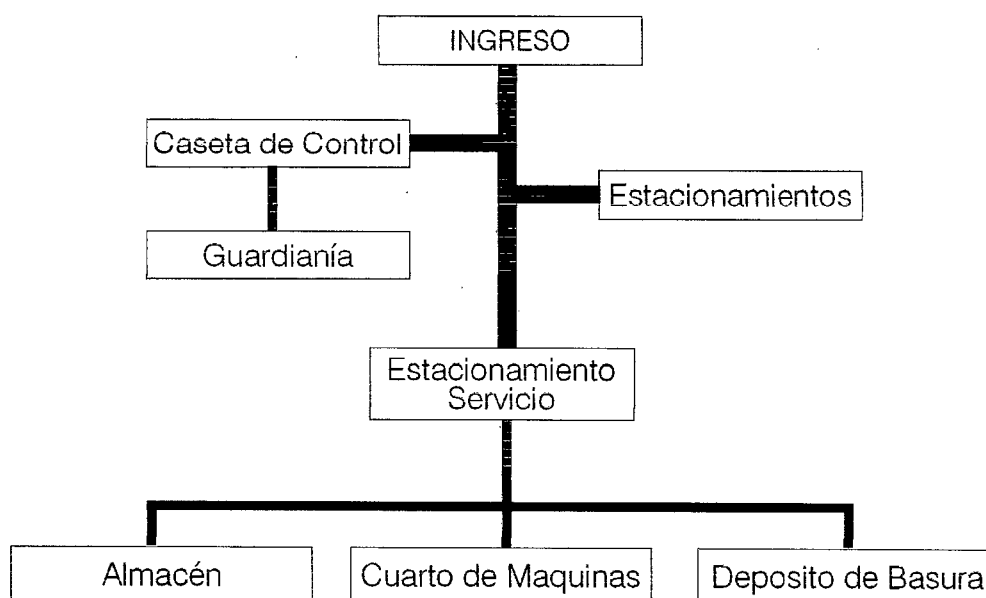 INGRESO
Caseta de Control
Estacionamientos
Guardianía
Estacionamiento
Servicio
Almacén
Cuarto de Maquinas
Deposito de Basura